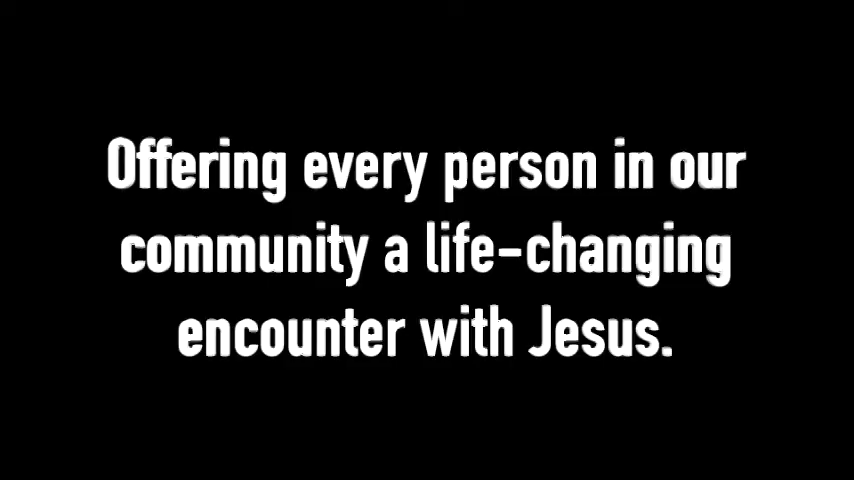 Offering every person in our
community a life-changing
encounter with Jesus.